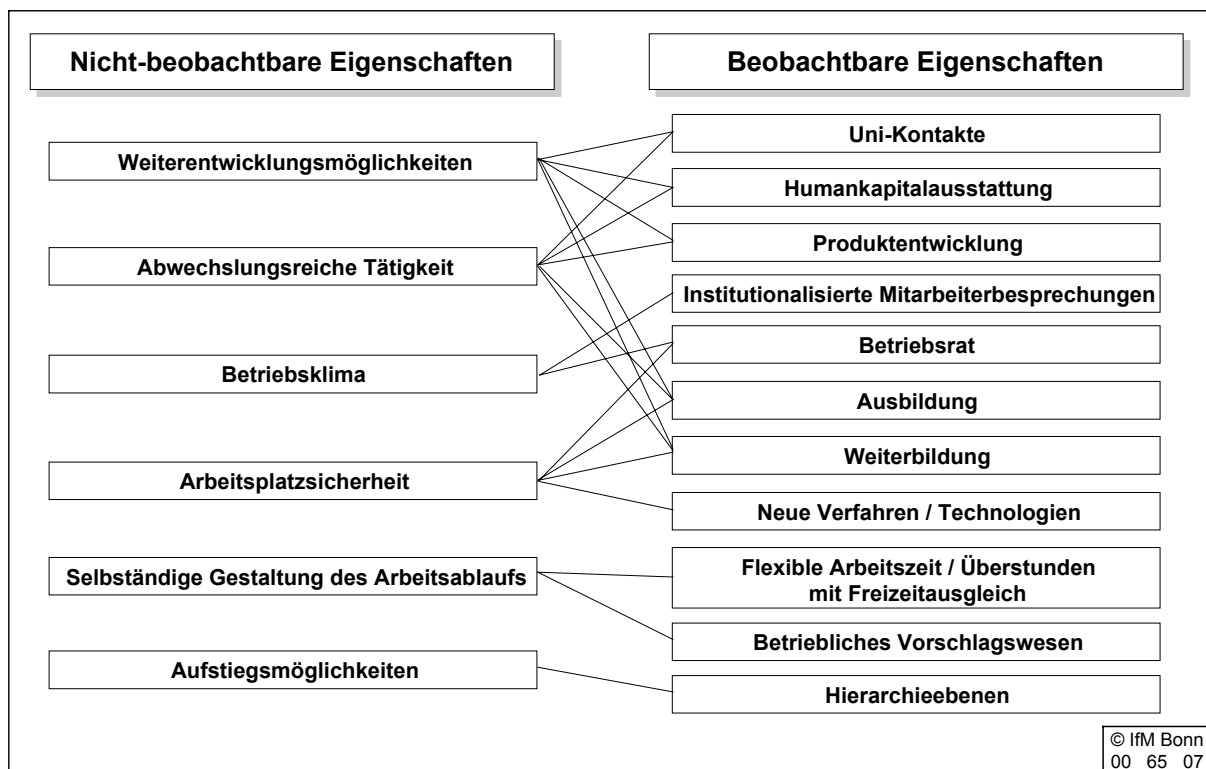 Nicht-beobachtbare Eigenschaften
Beobachtbare Eigenschaften
Weiterentwicklungsmöglichkeiten
Abwechslungsreiche Tätigkeit
Betriebsklima
Arbeitsplatzsicherheit
Selbständige Gestaltung des Arbeitsablaufs
Aufstiegsmöglichkeiten
Uni-Kontakte
Humankapitalausstattung
Produktentwicklung
Institutionalisierte Mitarbeiterbesprechungen
Betriebsrat
Ausbildung
Weiterbildung
Neue Verfahren / Technologien
Flexible Arbeitszeit / Überstunden
mit Freizeitausgleich
Betriebliches Vorschlagswesen
Hierarchieebenen
© IfM Bonn
00 65 07